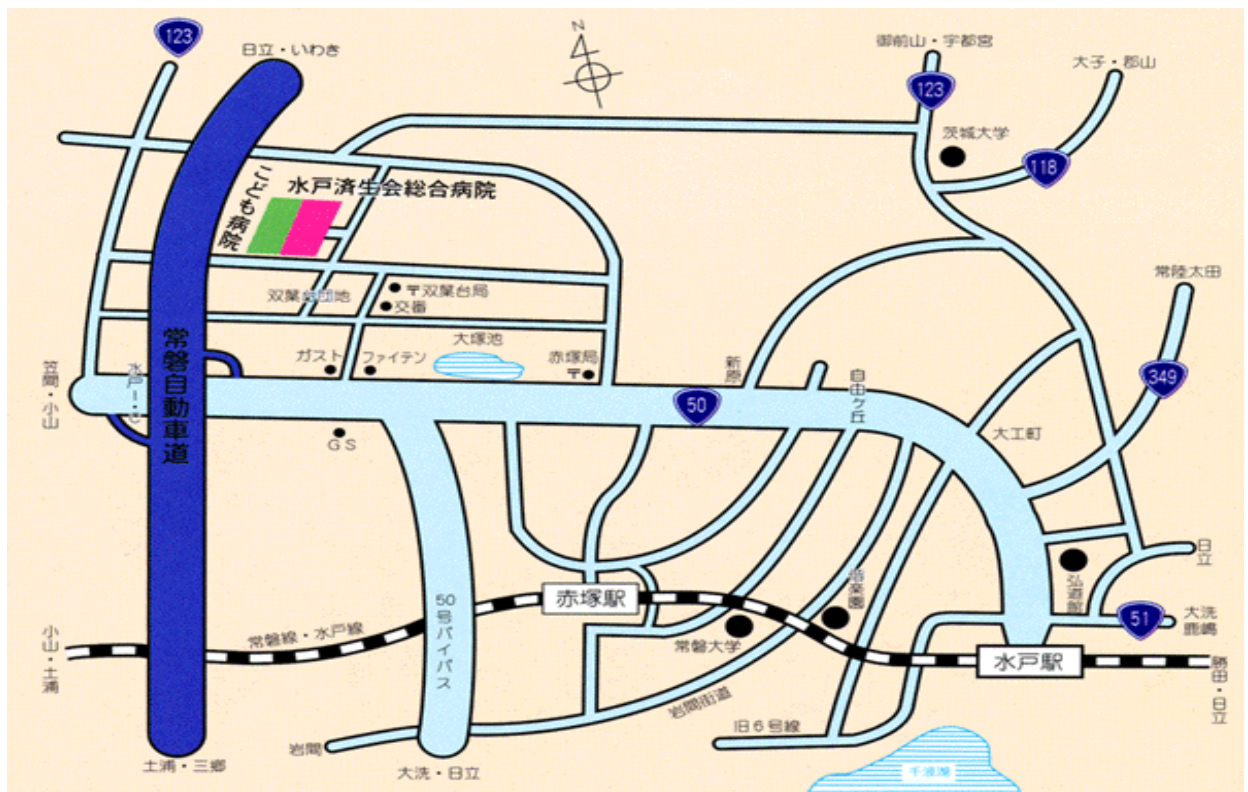 123
日立・いわき
N
御前山・宇都宮
大子・郡山
123
茨城大学
118
水戸済生会総合病院
こども病院
常陸太田
双葉台団地
〒双葉台局
交番
大塚池
ガスト
ファイテン
赤塚局
〒
新原
自由ヶ丘
349
笠間・小山
水戸I・C
常磐自動車道
50
大工町
GS
日立
弘道館
偕楽園
赤塚駅
50号バイパス
大洗
鹿嶋
51
小山・土浦
常磐線・水戸線
常磐大学
水戸駅
勝田・日立
岩間街道
旧6号線
岩間
土浦・三郷
大洗・日立
千波湖